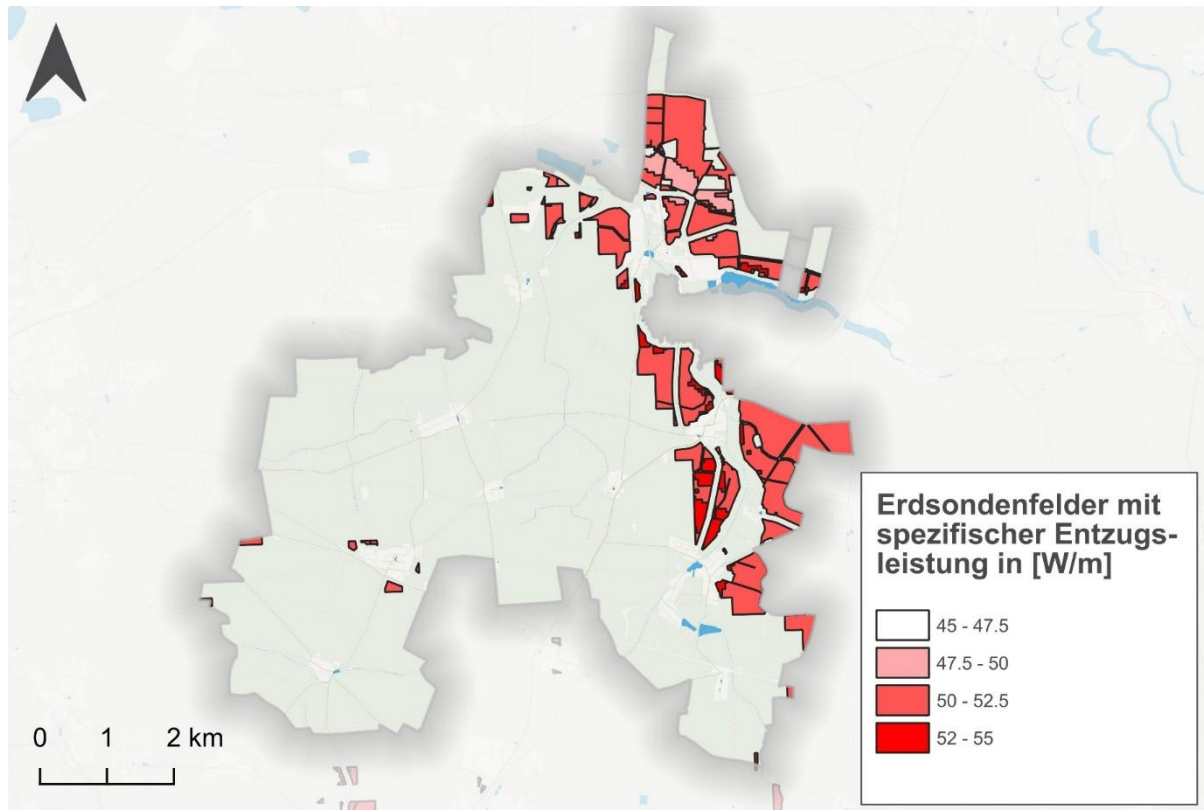 Erdsondenfelder mit
spezifischer Entzugs-
leistung in [W/m]
45 - 47.5
47.5 - 50
50 - 52.5
52 - 55
0 1 2 km